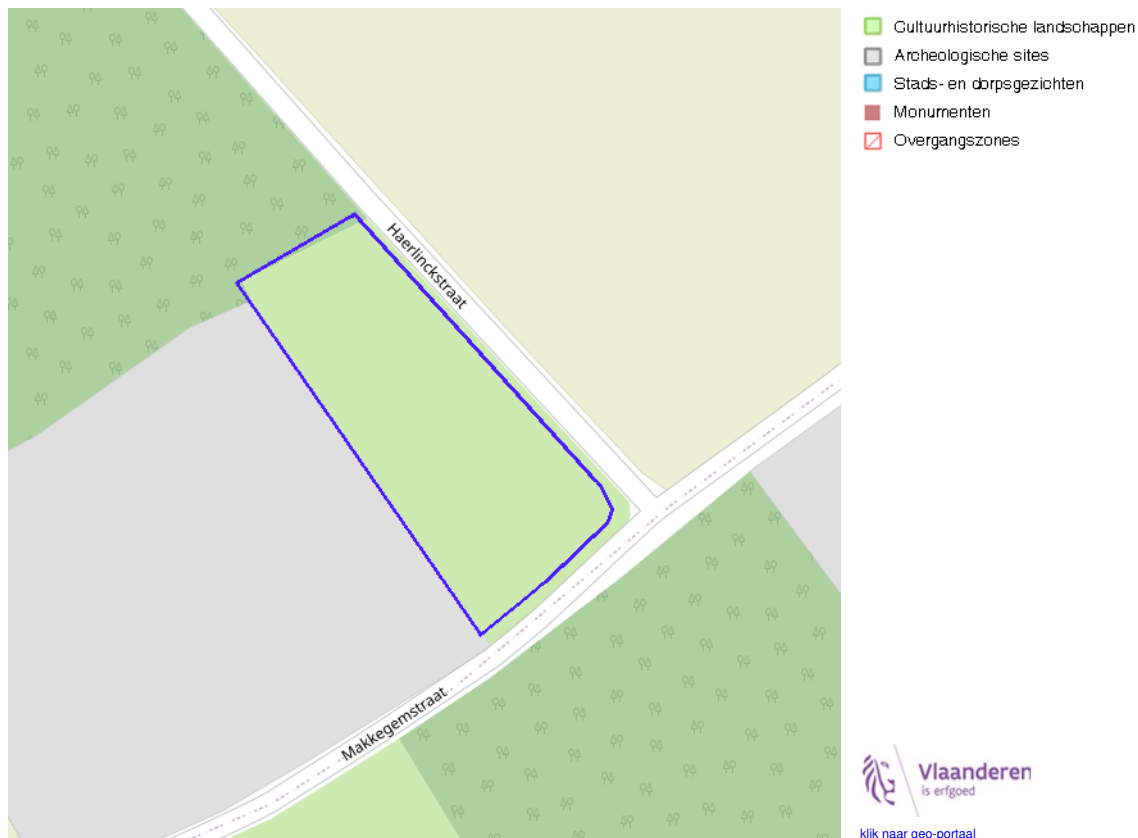 Haerlinckstraat
Makkegemstraat
Cultuurhistorische landschappen
Archeologische sites
Stads- en dorpsgezichten
Monumenten
Overgangszones
Vlaanderen
is erfgoed
klik naar geo-portaal